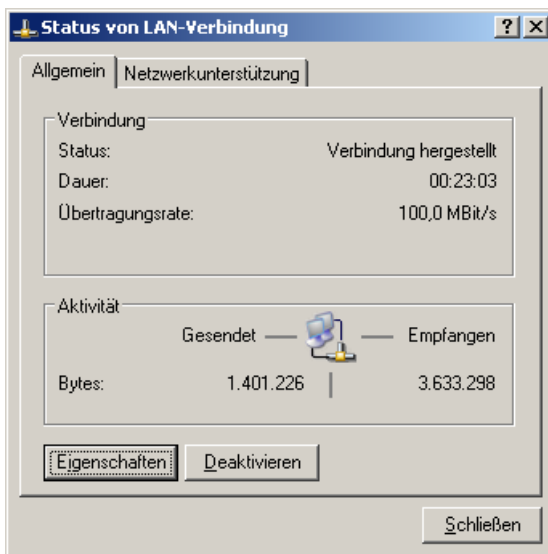 Status von LAN-Verbindung
Allgemein Netzwerkunterstützung
Verbindung
Status: Verbindung hergestellt
Dauer: 00:23:03
Übertragungsrate: 100,0 MBit/s
Aktivität
Gesendet Empfangen
Bytes: 1.401.226 3.633.298
Eigenschaften Deaktivieren
Schließen